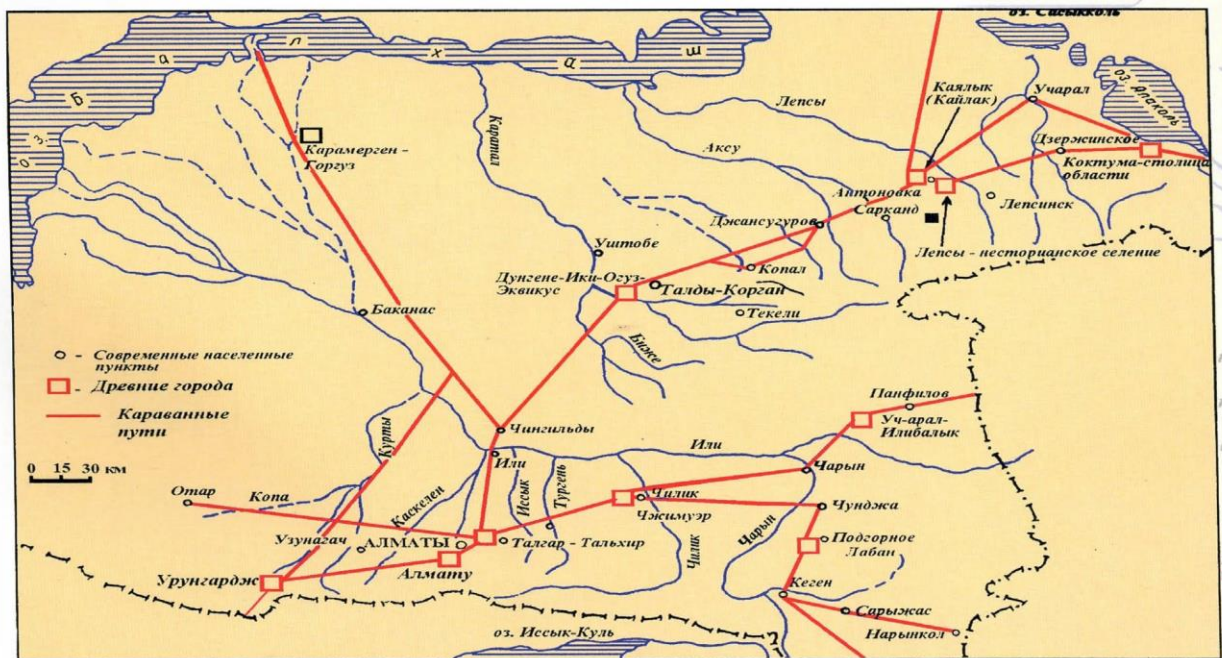 оз. Сасыкколь
Б а л х а ш
оз.
оз. Алаколь
Каялык
(Кайлак)
Учарал
Лепсы
Карамерген -
Горгуз
Каратал
Аксу
Дзержинское
Коктума-столица
области
Антоновка
Сарканд
Лепсинск
Джансугуров
Уштобе
Лепсы - несторианское селение
Копал
Дунгене-Ики-Огуз-
Эквиус
Талды-Корган
Текели
Баканас
Биже
- Современные населенные
пункты
- Древние города
Караванные
пути
Панфилов
Уч-арал-
Илибалык
Чингильды
Курты
Или
Или
Чарын
0 15 30 км
Отар
Копа
Каскелен
Иссык
Тургень
Чилик
Чжимуэр
Чунджа
Чарын
Чилик
Узунагач
АЛМАТЫ
Талгар - Тальхир
Подгорное
Лабан
Урунгардж
Алмату
Кеген
Сарыжас
Нарынкол
оз. Иссык-Куль